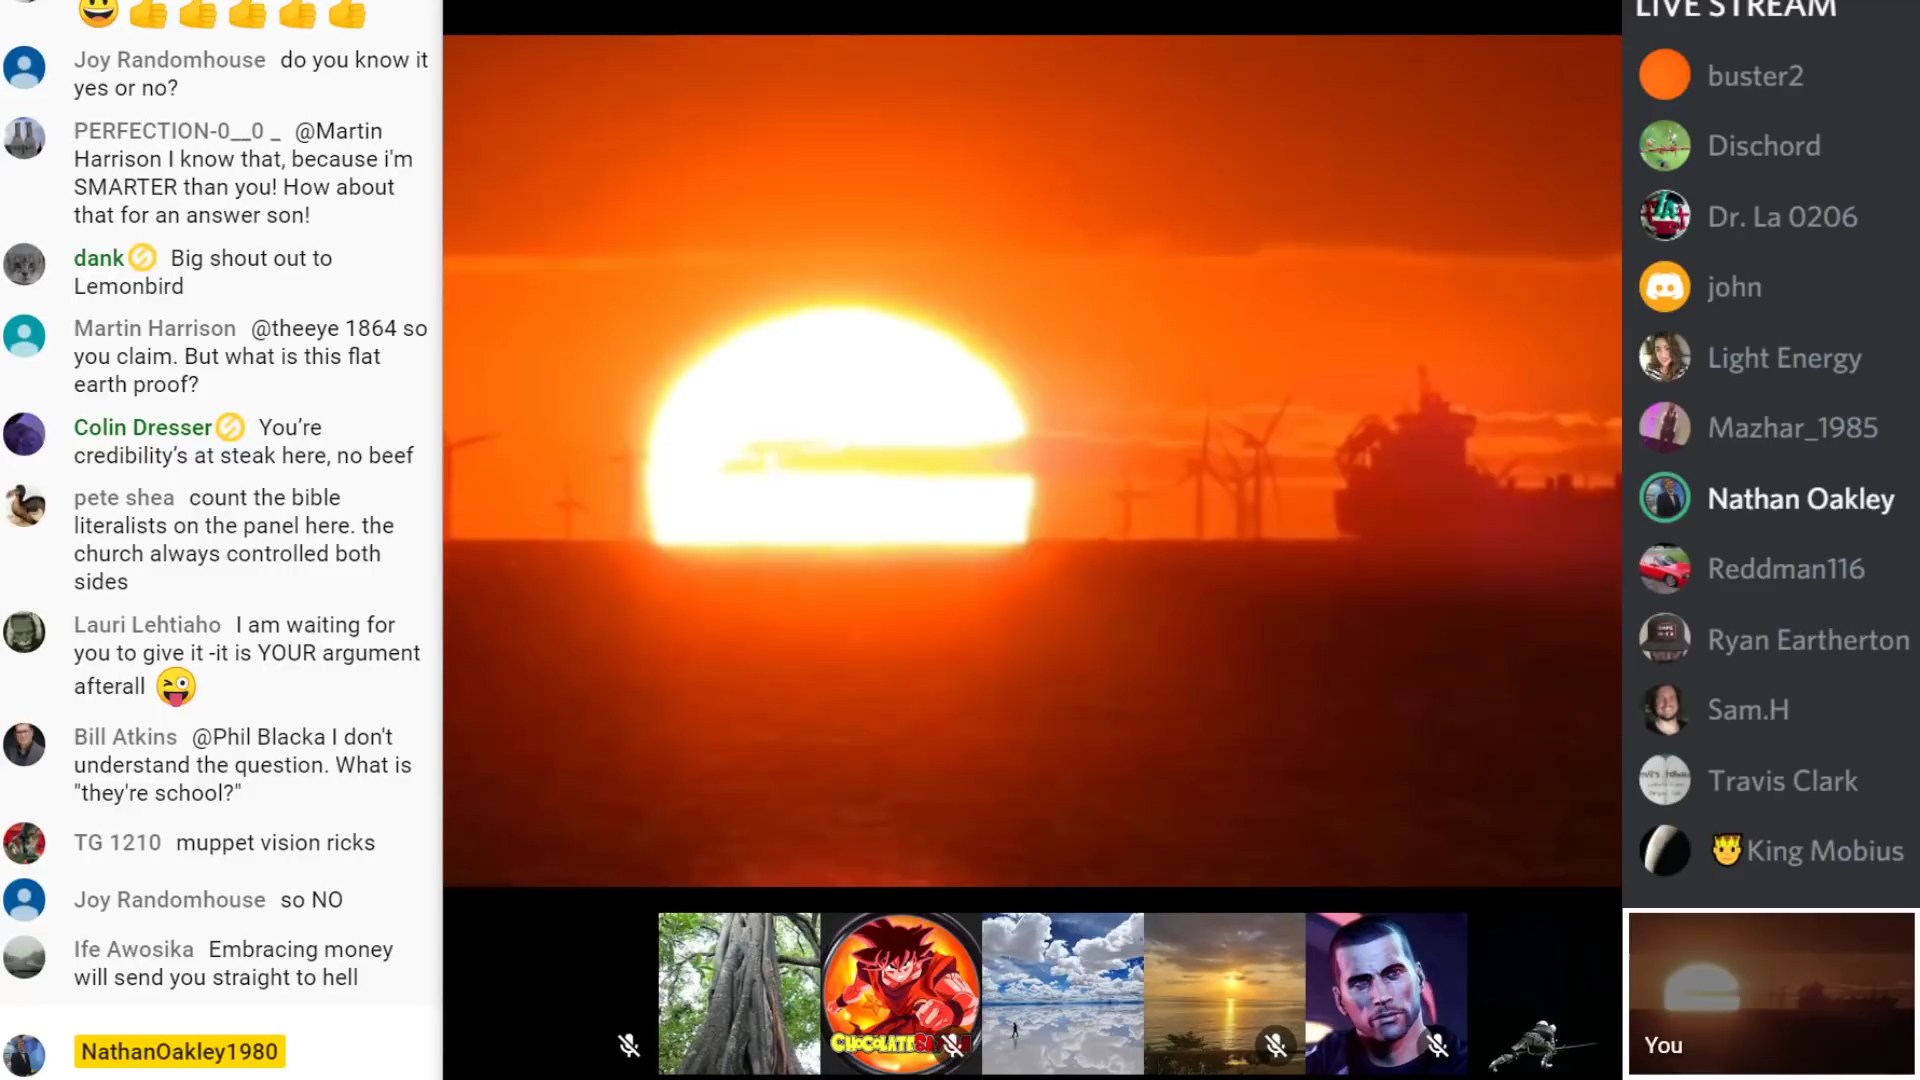 Joy Randomhouse do you know it
yes or no?
PERFECTION-0__0 _ @Martin
Harrison I know that, because i'm
SMARTER than you! How about
that for an answer son!
dank Big shout out to
Lemonbird
Martin Harrison @theeye 1864 so
you claim. But what is this flat
earth proof?
Colin Dresser You’re
credibility’s at steak here, no beef
pete shea count the bible
literalists on the panel here. the
church always controlled both
sides
Lauri Lehtiaho I am waiting for
you to give it -it is YOUR argument
afterall
Bill Atkins @Phil Blacka I don't
understand the question. What is
"they're school?"
TG 1210 muppet vision ricks
Joy Randomhouse so NO
Ife Awosika Embracing money
will send you straight to hell
NathanOakley1980
LIVE STREAM
buster2
Dischord
Dr. La 0206
john
Light Energy
Mazhar_1985
Nathan Oakley
Reddman116
Ryan Eartherton
Sam.H
Travis Clark
King Mobius
You